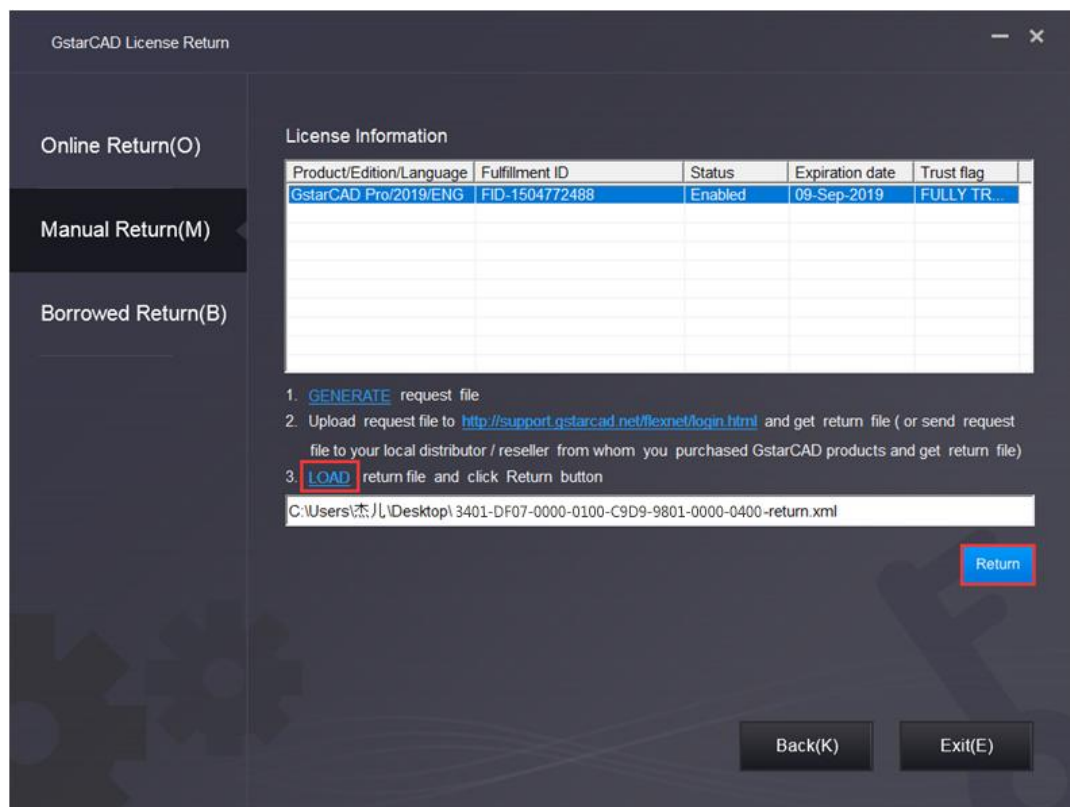 GstarCAD License Return
Online Return(O)
Manual Return(M)
Borrowed Return(B)
License Information
Product/Edition/Language Fulfillment ID Status Expiration date Trust flag
GstarCAD Pro/2019/ENG FID-1504772488 Enabled 09-Sep-2019 FULLY TR...
1. GENERATE request file
2. Upload request file to http://support.gstarcad.net/flexnet/login.html and get return file ( or send request
file to your local distributor / reseller from whom you purchased GstarCAD products and get return file)
3. LOAD return file and click Return button
C:\Users\杰儿\Desktop\ 3401-DF07-0000-0100-C9D9-9801-0000-0400-return.xml
Return
Back(K) Exit(E)